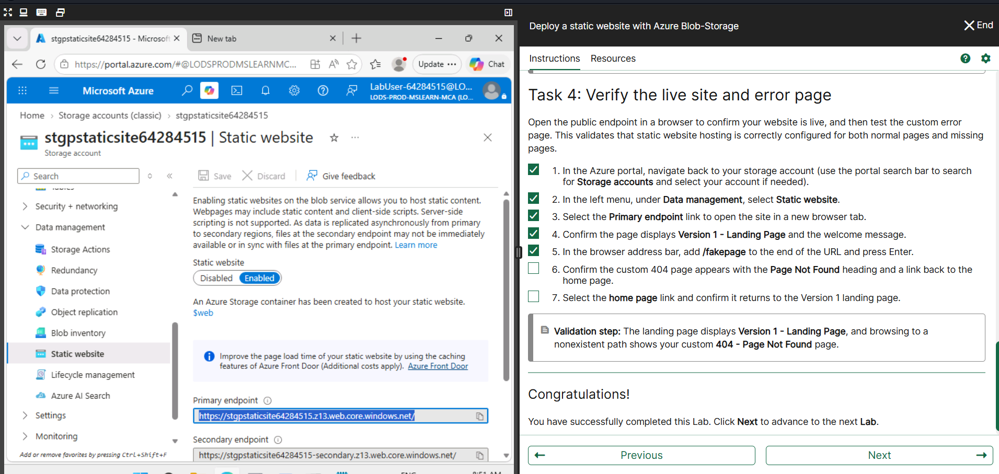 stgpstaticsite64284515 - Microsoft
New tab
https://portal.azure.com/#@LODSPRODMSLEARNMC...
Update
Chat
Microsoft Azure
LabUser-64284515@LO...
LODS-PROD-MSLEARN-MCA (LO...
Home > Storage accounts (classic) > stgpstaticsite64284515
stgpstaticsite64284515 | Static website
Storage account
Search
Save
Discard
Give feedback
Tables
Security + networking
Data management
Storage Actions
Redundancy
Data protection
Object replication
Blob inventory
Static website
Lifecycle management
Azure AI Search
Settings
Monitoring
Add or remove favorites by pressing Ctrl+Shift+F
Enabling static websites on the blob service allows you to host static content.
Webpages may include static content and client-side scripts. Server-side
scripting is not supported. As data is replicated asynchronously from primary
to secondary regions, files at the secondary endpoint may not be immediately
available or in sync with files at the primary endpoint. Learn more
Static website
Disabled Enabled
An Azure Storage container has been created to host your static website.
$web
Improve the page load time of your static website by using the caching
features of Azure Front Door (Additional costs apply). Azure Front Door
Primary endpoint
https://stgpstaticsite64284515.z13.web.core.windows.net/
Secondary endpoint
https://stgpstaticsite64284515-secondary.z13.web.core.windows.net/
ENG
8:51 AM
Deploy a static website with Azure Blob-Storage
End
Instructions Resources
Task 4: Verify the live site and error page
Open the public endpoint in a browser to confirm your website is live, and then test the custom error
page. This validates that static website hosting is correctly configured for both normal pages and missing
pages.
1. In the Azure portal, navigate back to your storage account (use the portal search bar to search
for Storage accounts and select your account if needed).
2. In the left menu, under Data management, select Static website.
3. Select the Primary endpoint link to open the site in a new browser tab.
4. Confirm the page displays Version 1 - Landing Page and the welcome message.
5. In the browser address bar, add /fakepage to the end of the URL and press Enter.
6. Confirm the custom 404 page appears with the Page Not Found heading and a link back to the
home page.
7. Select the home page link and confirm it returns to the Version 1 landing page.
Validation step: The landing page displays Version 1 - Landing Page, and browsing to a
nonexistent path shows your custom 404 - Page Not Found page.
Congratulations!
You have successfully completed this Lab. Click Next to advance to the next Lab.
Previous
Next